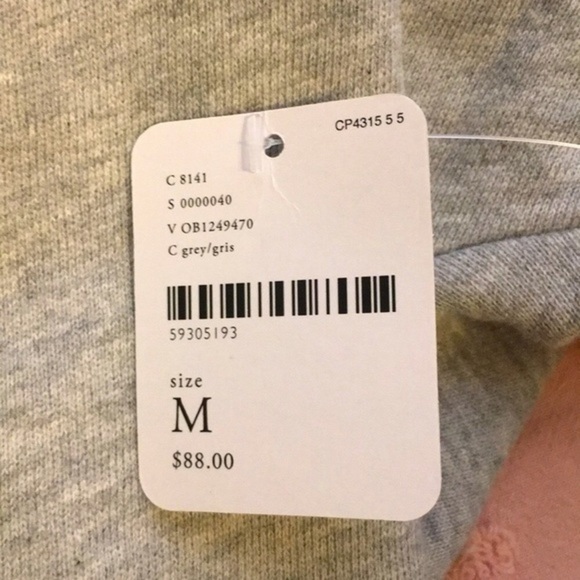 CP4315 5 5
C 8141
S 0000040
V OB1249470
C grey/gris
59305193
size
M
$88.00